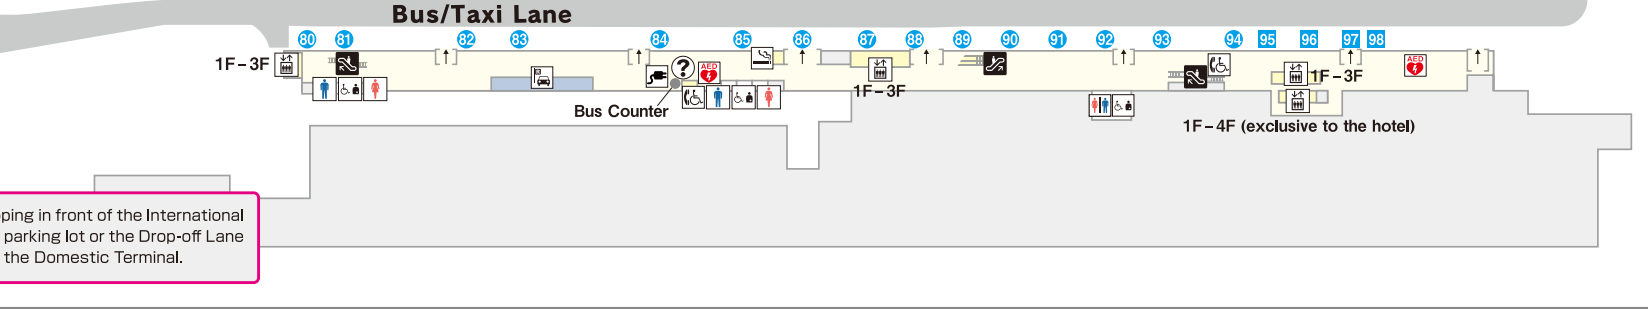 Bus/Taxi Lane
80 81 82 83 84 85 86 87 88 89 90 91 92 93 94 95 96 97 98
1F-3F
?
AED
AED
1F-3F
1F-3F
Bus Counter
1F-4F (exclusive to the hotel)
ping in front of the International
parking lot or the Drop-off Lane
the Domestic Terminal.